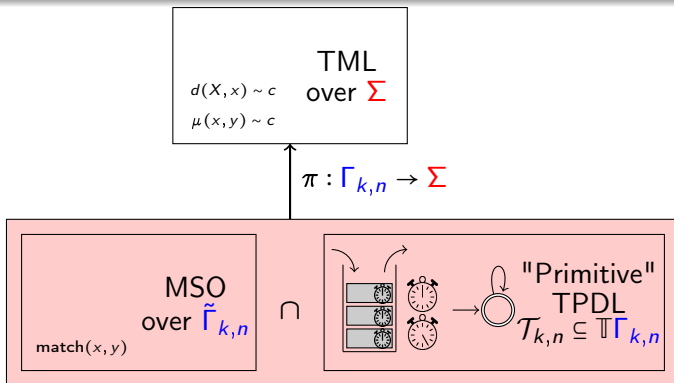 TML
over Σ
d(X,x) ~ c
μ(x,y) ~ c
π : Γ_{k,n} → Σ
MSO
over Γ̃_{k,n}
match(x,y)
∩
"Primitive"
TPDL
𝒯_{k,n} ⊆ 𝕋Γ_{k,n}